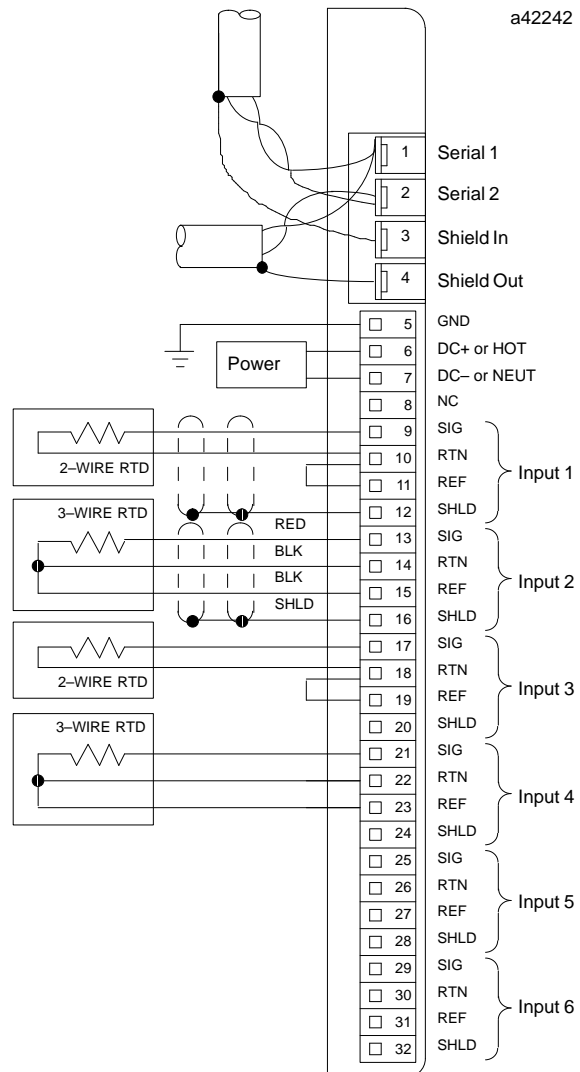 a42242
1 Serial 1
2 Serial 2
3 Shield In
4 Shield Out
5 GND
Power
6 DC+ or HOT
7 DC– or NEUT
8 NC
9 SIG
2–WIRE RTD
10 RTN
Input 1
11 REF
12 SHLD
3–WIRE RTD
RED
13 SIG
BLK
14 RTN
Input 2
BLK
15 REF
SHLD
16 SHLD
17 SIG
18 RTN
2–WIRE RTD
Input 3
19 REF
20 SHLD
3–WIRE RTD
21 SIG
22 RTN
Input 4
23 REF
24 SHLD
25 SIG
26 RTN
Input 5
27 REF
28 SHLD
29 SIG
30 RTN
Input 6
31 REF
32 SHLD